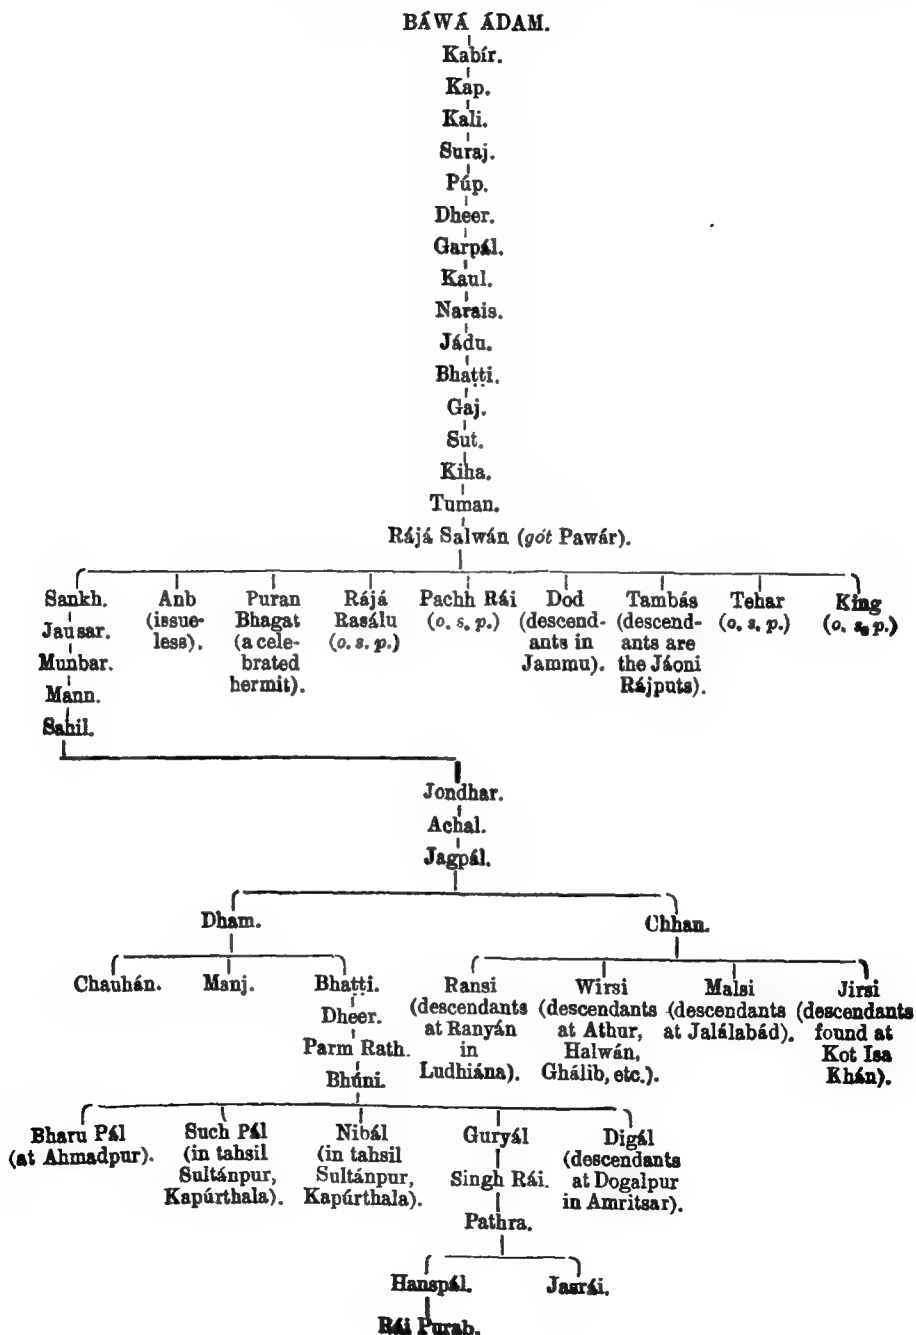 BÁWÁ ÁDAM.
Kabír.
Kap.
Kali.
Suraj.
Púp.
Dheer.
Garpál.
Kaul.
Narais.
Jádu.
Bhaṭṭi.
Gaj.
Sut.
Kiha.
Tuman.
Rájá Salwán (gót Pawár).
Sankh.
Jausar.
Munbar.
Mann.
Sahil.
Anb
(issue-
less).
Puran
Bhagat
(a cele-
brated
hermit).
Rájá
Rasálu
(o. s. p.)
Pachh Rái
(o. s. p.)
Dod
(descend-
ants in
Jammu).
Tambás
(descend-
ants are
the Jáoni
Rájputs).
Tehar
(o. s. p.)
King
(o. s. p.)
Jondhar.
Achal.
Jagpál.
Dham.
Chhan.
Chauhán.
Manj.
Bhaṭṭi.
Dheer.
Parm Rath.
Bhúni.
Ransi
(descendants
at Ranyán
in
Ludhiána).
Wirsi
(descendants
at Athur,
Halwán,
Ghálib, etc.).
Malsi
(descendants
at Jalálabád).
Jirsi
(descendants
found at
Kot Isa
Khán).
Bharu Pál
(at Ahmadpur).
Such Pál
(in tahsil
Sultánpur,
Kapúrthala).
Nibál
(in tahsil
Sultánpur,
Kapúrthala).
Guryál
Singh Rái.
Pathra.
Digál
(descendants
at Dogalpur
in Amritsar).
Hanspál.
Jasrái.
Rái Purab.